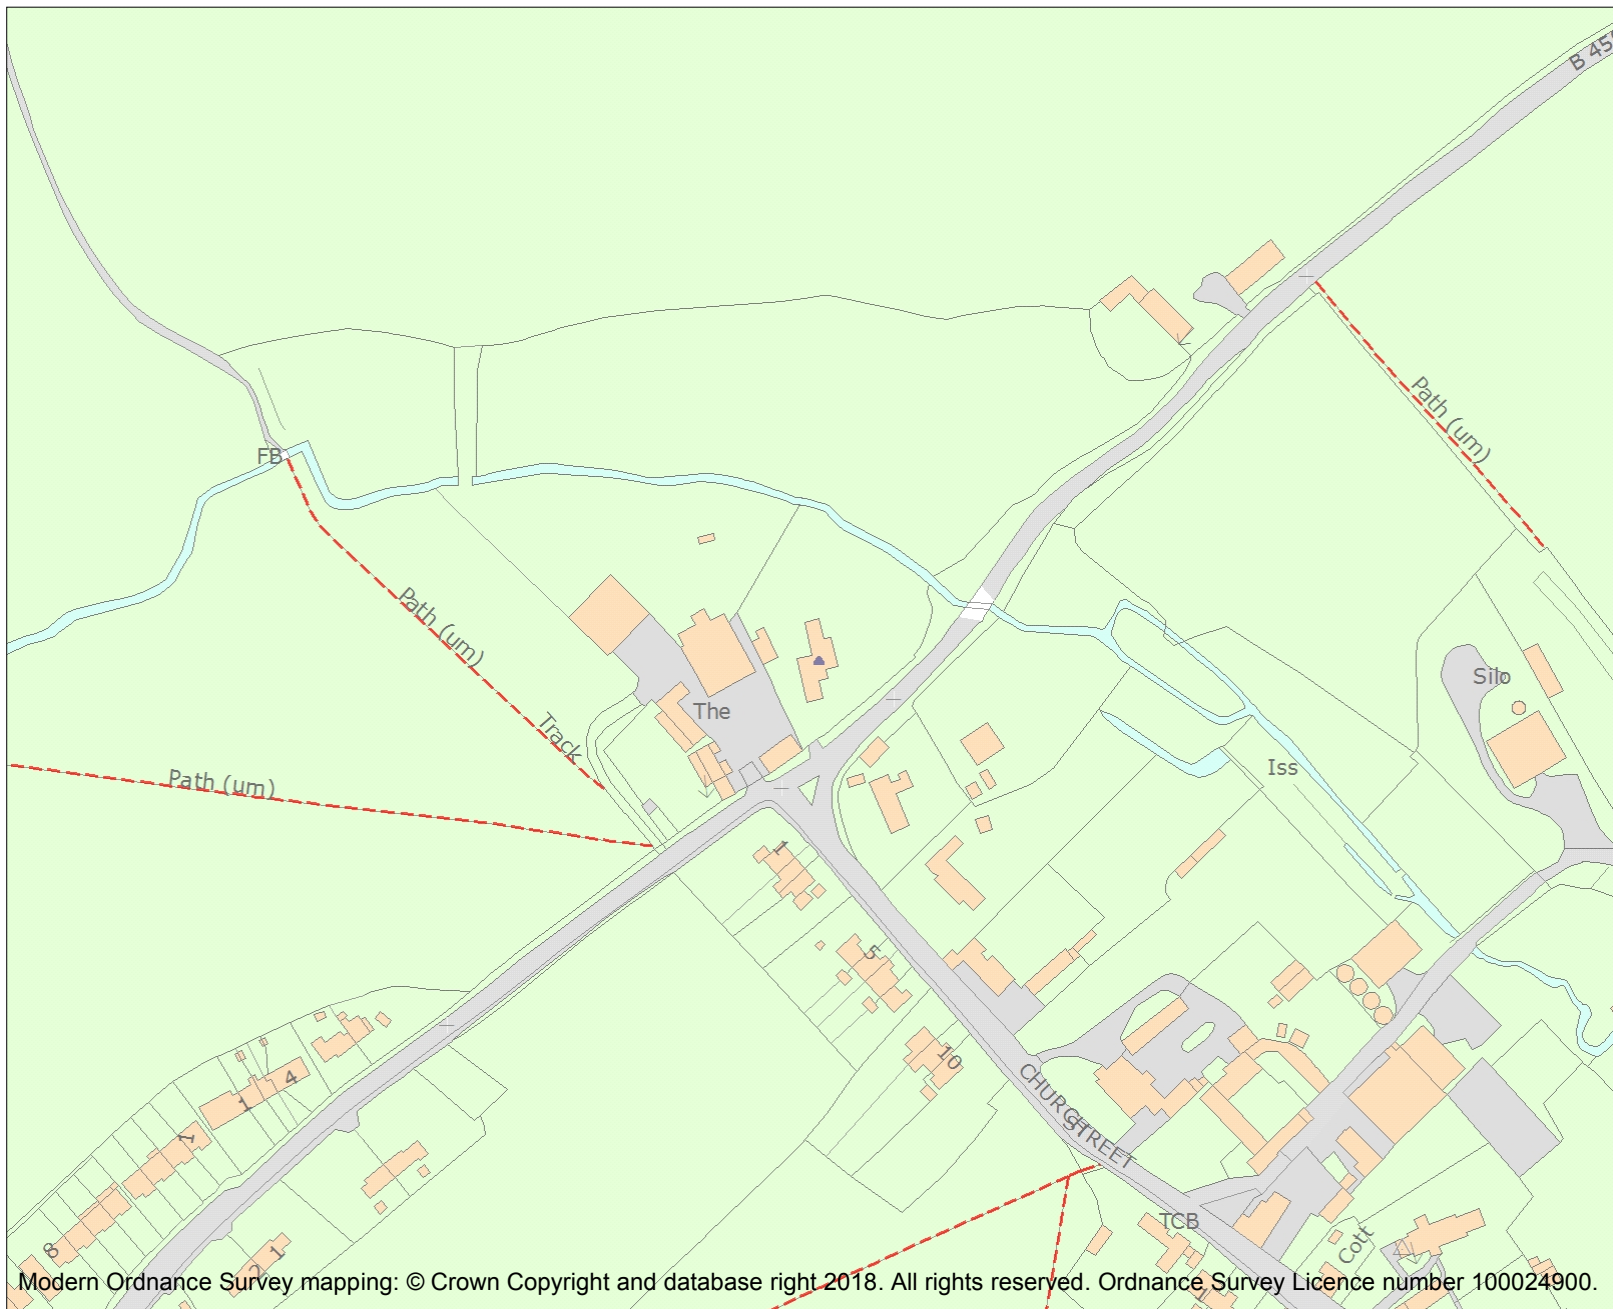 B 45
Path (um)
FB
Path (um)
Silo
The
Track
Iss
Path (um)
1
5
10
CHURCH
STREET
4
1
1
TCB
8
Cott
1
2
1
Modern Ordnance Survey mapping: © Crown Copyright and database right 2018. All rights reserved. Ordnance Survey Licence number 100024900.